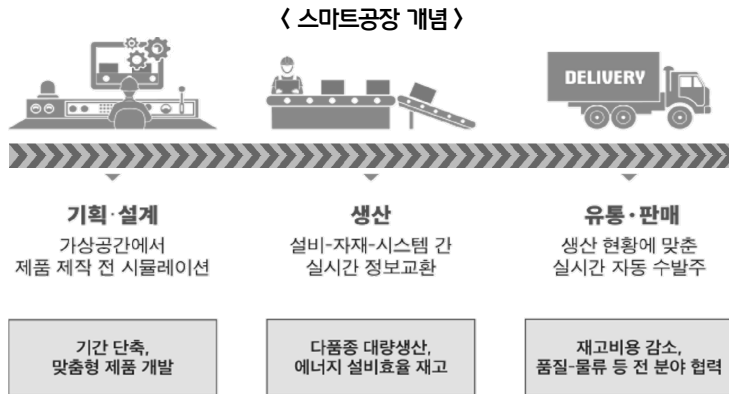 < 스마트공장 개념 >
DELIVERY
기획·설계
가상공간에서
제품 제작 전 시뮬레이션
기간 단축,
맞춤형 제품 개발
생산
설비-자재-시스템 간
실시간 정보교환
다품종 대량생산,
에너지 설비효율 재고
유통·판매
생산 현황에 맞춘
실시간 자동 수발주
재고비용 감소,
품질-물류 등 전 분야 협력